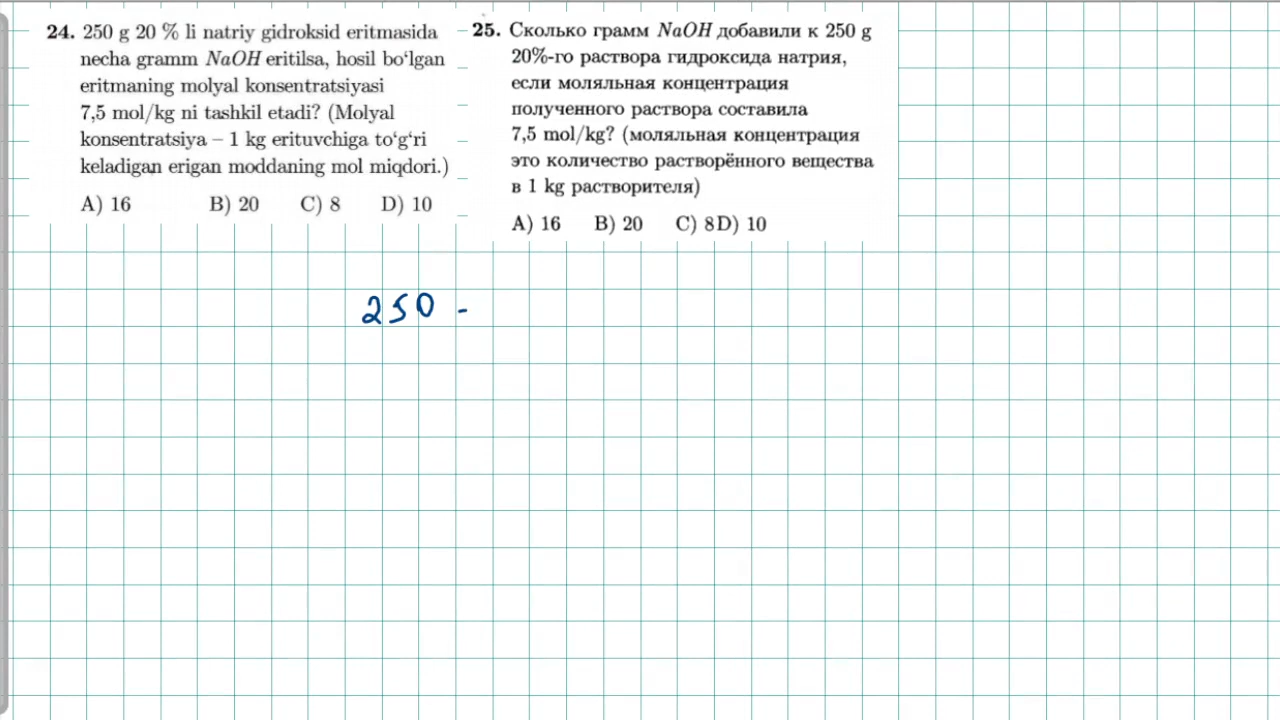 24. 250 g 20 % li natriy gidroksid eritmasida
necha gramm NaOH eritilsa, hosil bo‘lgan
eritmaning molyal konsentratsiyasi
7,5 mol/kg ni tashkil etadi? (Molyal
konsentratsiya – 1 kg erituvchiga to‘g‘ri
keladigan erigan moddaning mol miqdori.)
A) 16 B) 20 C) 8 D) 10
25. Сколько грамм NaOH добавили к 250 g
20%-го раствора гидроксида натрия,
если моляльная концентрация
полученного раствора составила
7,5 mol/kg? (моляльная концентрация
это количество растворённого вещества
в 1 kg растворителя)
A) 16 B) 20 C) 8D) 10
250 -